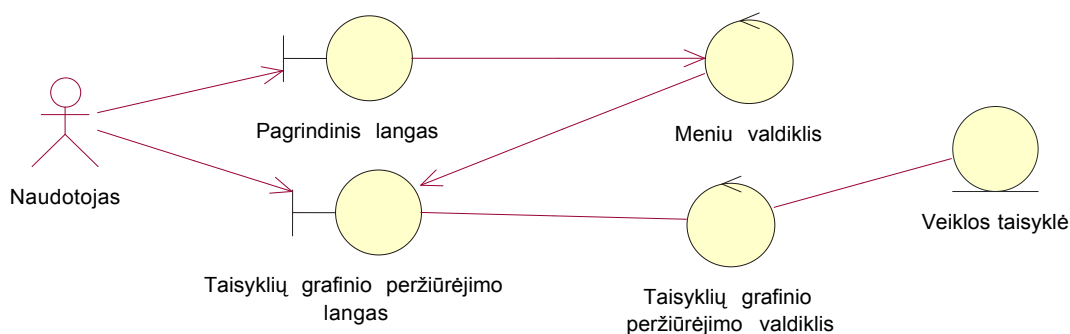 Pagrindinis langas
Meniu valdiklis
Naudotojas
Veiklos taisyklė
Taisyklių grafinio peržiūrėjimo
langas
Taisyklių grafinio
peržiūrėjimo valdiklis